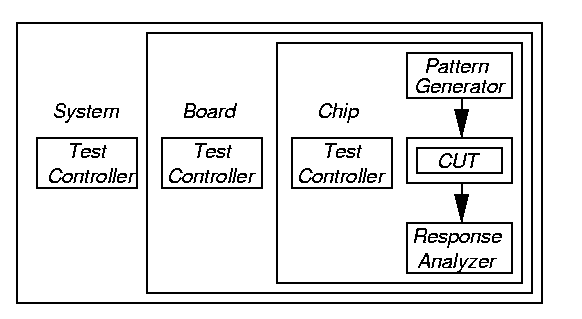 System
Test
Controller
Board
Test
Controller
Chip
Test
Controller
Pattern
Generator
CUT
Response
Analyzer